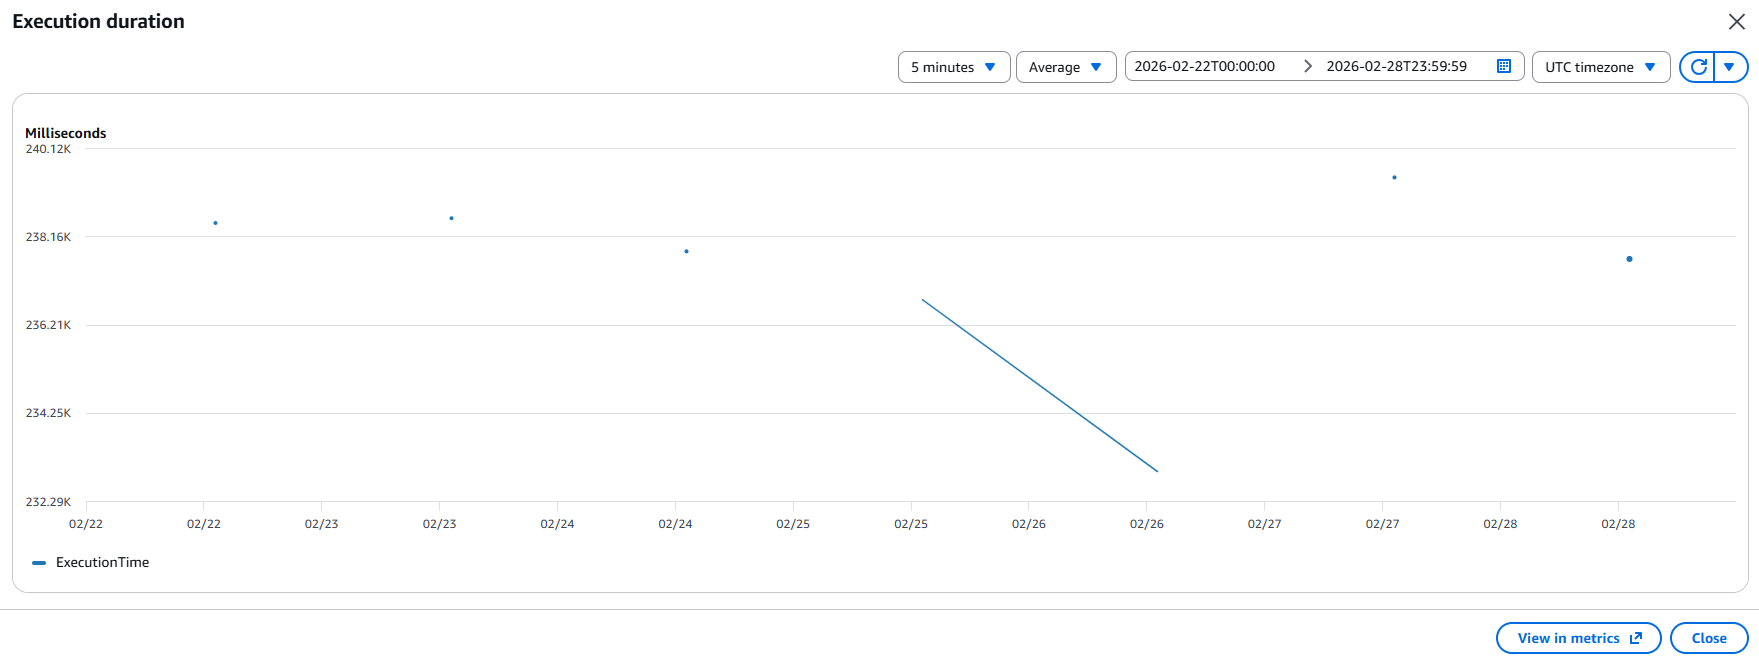 Execution duration
5 minutes Average 2026-02-22T00:00:00 2026-02-28T23:59:59 UTC timezone
Milliseconds
240.12K
238.16K
236.21K
234.25K
232.29K
02/22 02/22 02/23 02/23 02/24 02/24 02/25 02/25 02/26 02/26 02/27 02/27 02/28 02/28
ExecutionTime
View in metrics Close